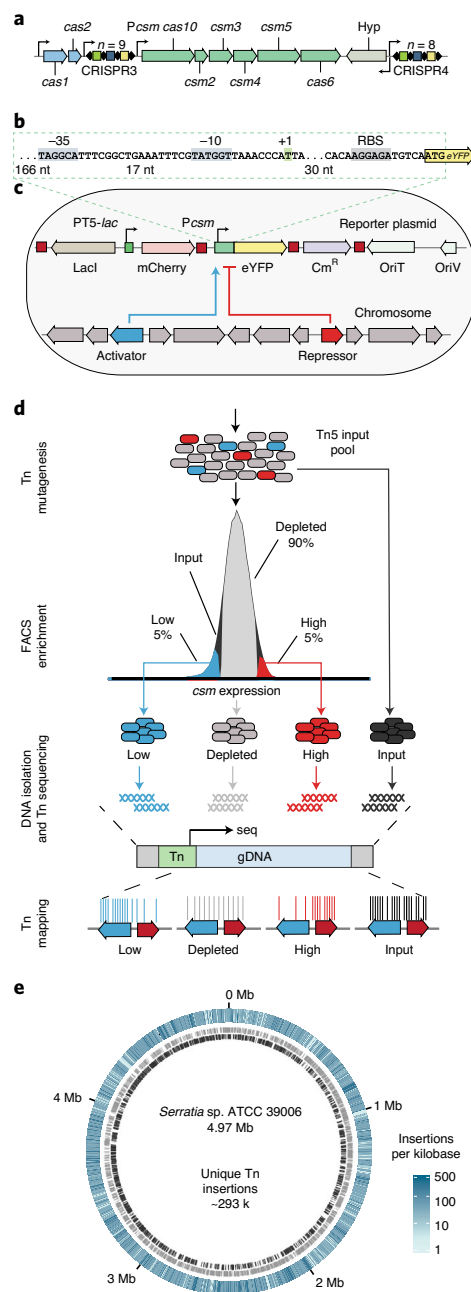 a
cas2
n = 9
Pcsm cas10
csm3
csm5
Hyp
n = 8
cas1
CRISPR3
csm2
csm4
cas6
CRISPR4
b
–35
–10
+1
RBS
...TAGGCATTTCGGCTGAAATTTCGTATGGTTAAACCCATTA...CACAAGGAGATGTCAATG eYFP
166 nt
17 nt
30 nt
c
PT5-lac
Pcsm
Reporter plasmid
LacI
mCherry
eYFP
CmR
OriT
OriV
Chromosome
Activator
Repressor
d
Tn mutagenesis
Tn5 input
pool
FACS enrichment
Input
Depleted
90%
Low
5%
High
5%
csm expression
DNA isolation and Tn sequencing
Low
Depleted
High
Input
seq
Tn
gDNA
Tn mapping
Low
Depleted
High
Input
e
0 Mb
1 Mb
2 Mb
3 Mb
4 Mb
Serratia sp. ATCC 39006
4.97 Mb
Unique Tn
insertions
~293 k
Insertions
per kilobase
500
100
10
1